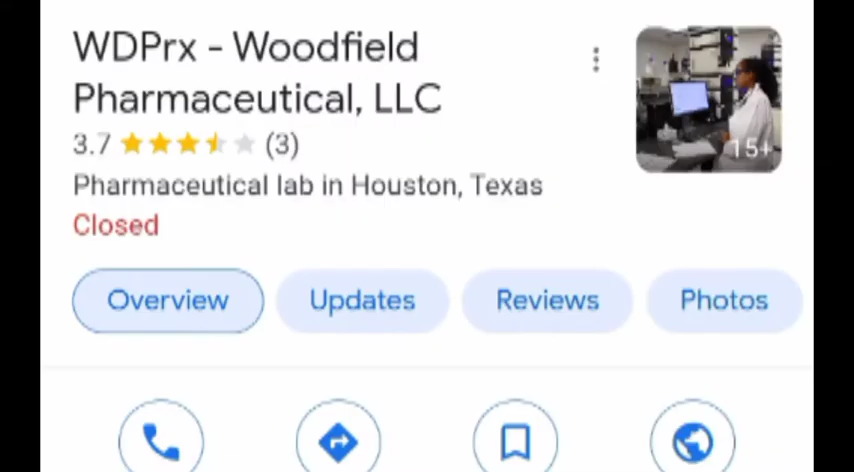 WDPrx - Woodfield
Pharmaceutical, LLC
3.7 (3)
15+
Pharmaceutical lab in Houston, Texas
Closed
Overview Updates Reviews Photos